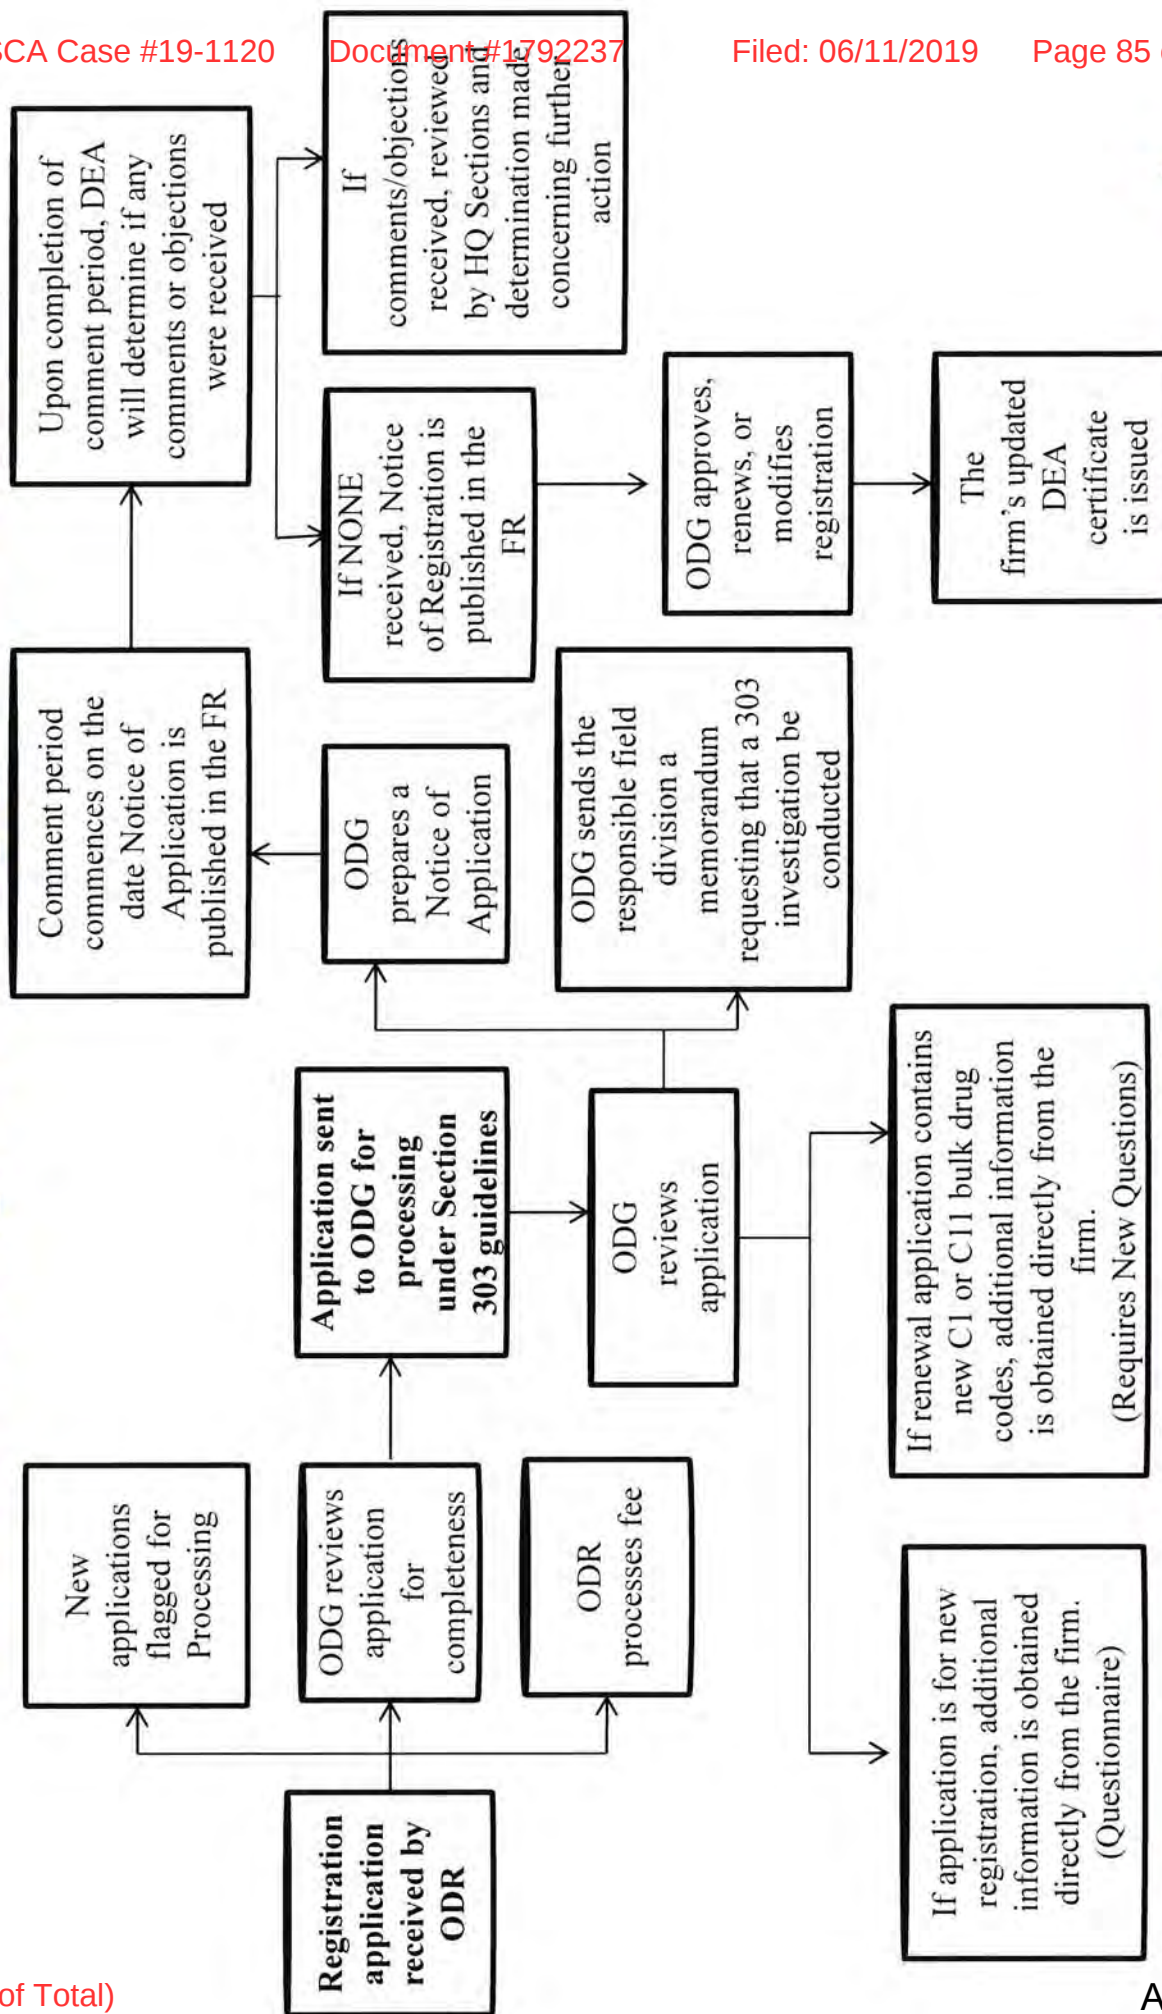 SCA Case #19-1120 Document #1792237 Filed: 06/11/2019 Page 85
Registration
application
received by
ODR
New
applications
flagged for
Processing
ODG reviews
application
for
completeness
ODR
processes fee
Application sent
to ODG for
processing
under Section
303 guidelines
ODG
reviews
application
If application is for new
registration, additional
information is obtained
directly from the firm.
(Questionnaire)
If renewal application contains
new C1 or C11 bulk drug
codes, additional information
is obtained directly from the
firm.
(Requires New Questions)
ODG
prepares a
Notice of
Application
ODG sends the
responsible field
division a
memorandum
requesting that a 303
investigation be
conducted
Comment period
commences on the
date Notice of
Application is
published in the FR
Upon completion of
comment period, DEA
will determine if any
comments or objections
were received
If NONE
received, Notice
of Registration is
published in the
FR
If
comments/objections
received, reviewed
by HQ Sections and
determination made
concerning further
action
ODG approves,
renews, or
modifies
registration
The
firm's updated
DEA
certificate
is issued
of Total)
A